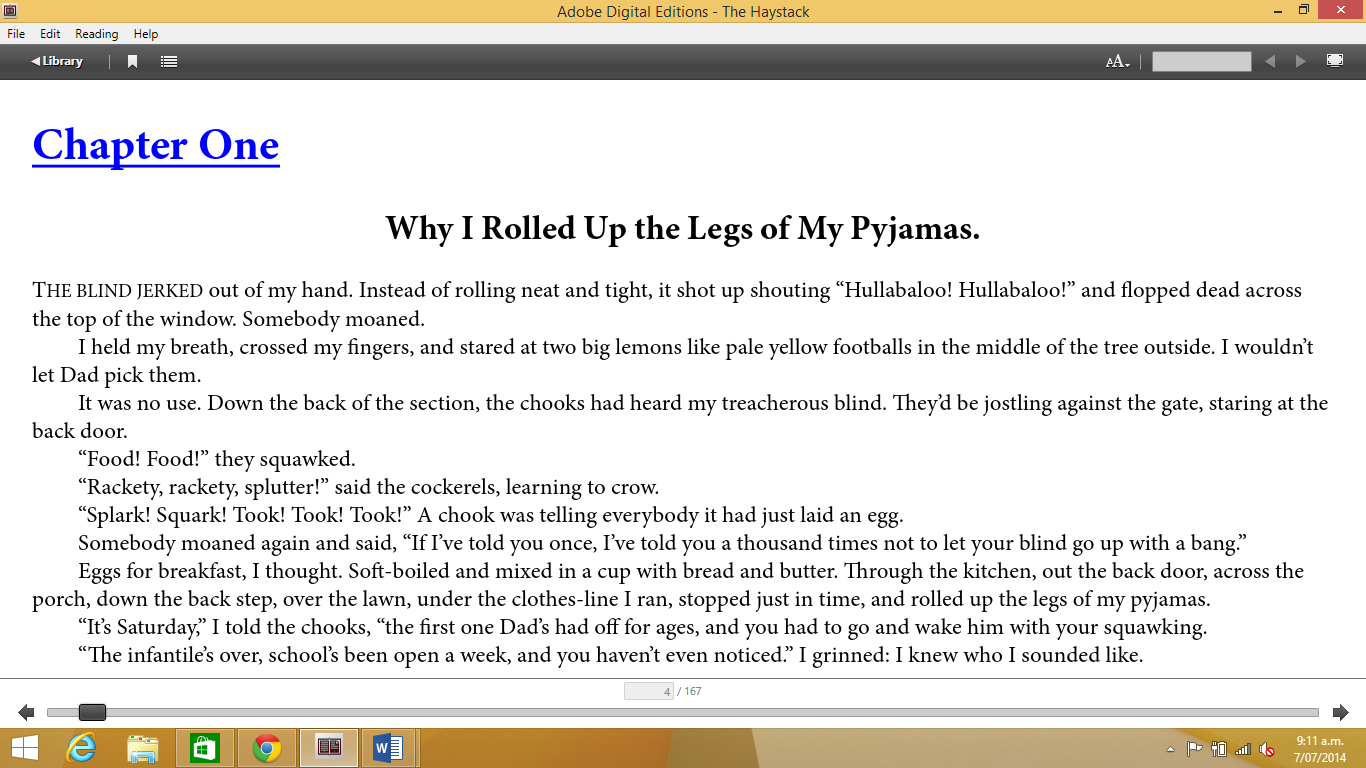 Adobe Digital Editions - The Haystack
File Edit Reading Help
Library
AA
Chapter One
Why I Rolled Up the Legs of My Pyjamas.
THE BLIND JERKED out of my hand. Instead of rolling neat and tight, it shot up shouting “Hullabaloo! Hullabaloo!” and flopped dead across
the top of the window. Somebody moaned.
I held my breath, crossed my fingers, and stared at two big lemons like pale yellow footballs in the middle of the tree outside. I wouldn’t
let Dad pick them.
It was no use. Down the back of the section, the chooks had heard my treacherous blind. They’d be jostling against the gate, staring at the
back door.
“Food! Food!” they squawked.
“Rackety, rackety, splutter!” said the cockerels, learning to crow.
“Splark! Squark! Took! Took! Took!” A chook was telling everybody it had just laid an egg.
Somebody moaned again and said, “If I’ve told you once, I’ve told you a thousand times not to let your blind go up with a bang.”
Eggs for breakfast, I thought. Soft-boiled and mixed in a cup with bread and butter. Through the kitchen, out the back door, across the
porch, down the back step, over the lawn, under the clothes-line I ran, stopped just in time, and rolled up the legs of my pyjamas.
“It’s Saturday,” I told the chooks, “the first one Dad’s had off for ages, and you had to go and wake him with your squawking.
“The infantile’s over, school’s been open a week, and you haven’t even noticed.” I grinned: I knew who I sounded like.
4 / 167
9:11 a.m.
7/07/2014